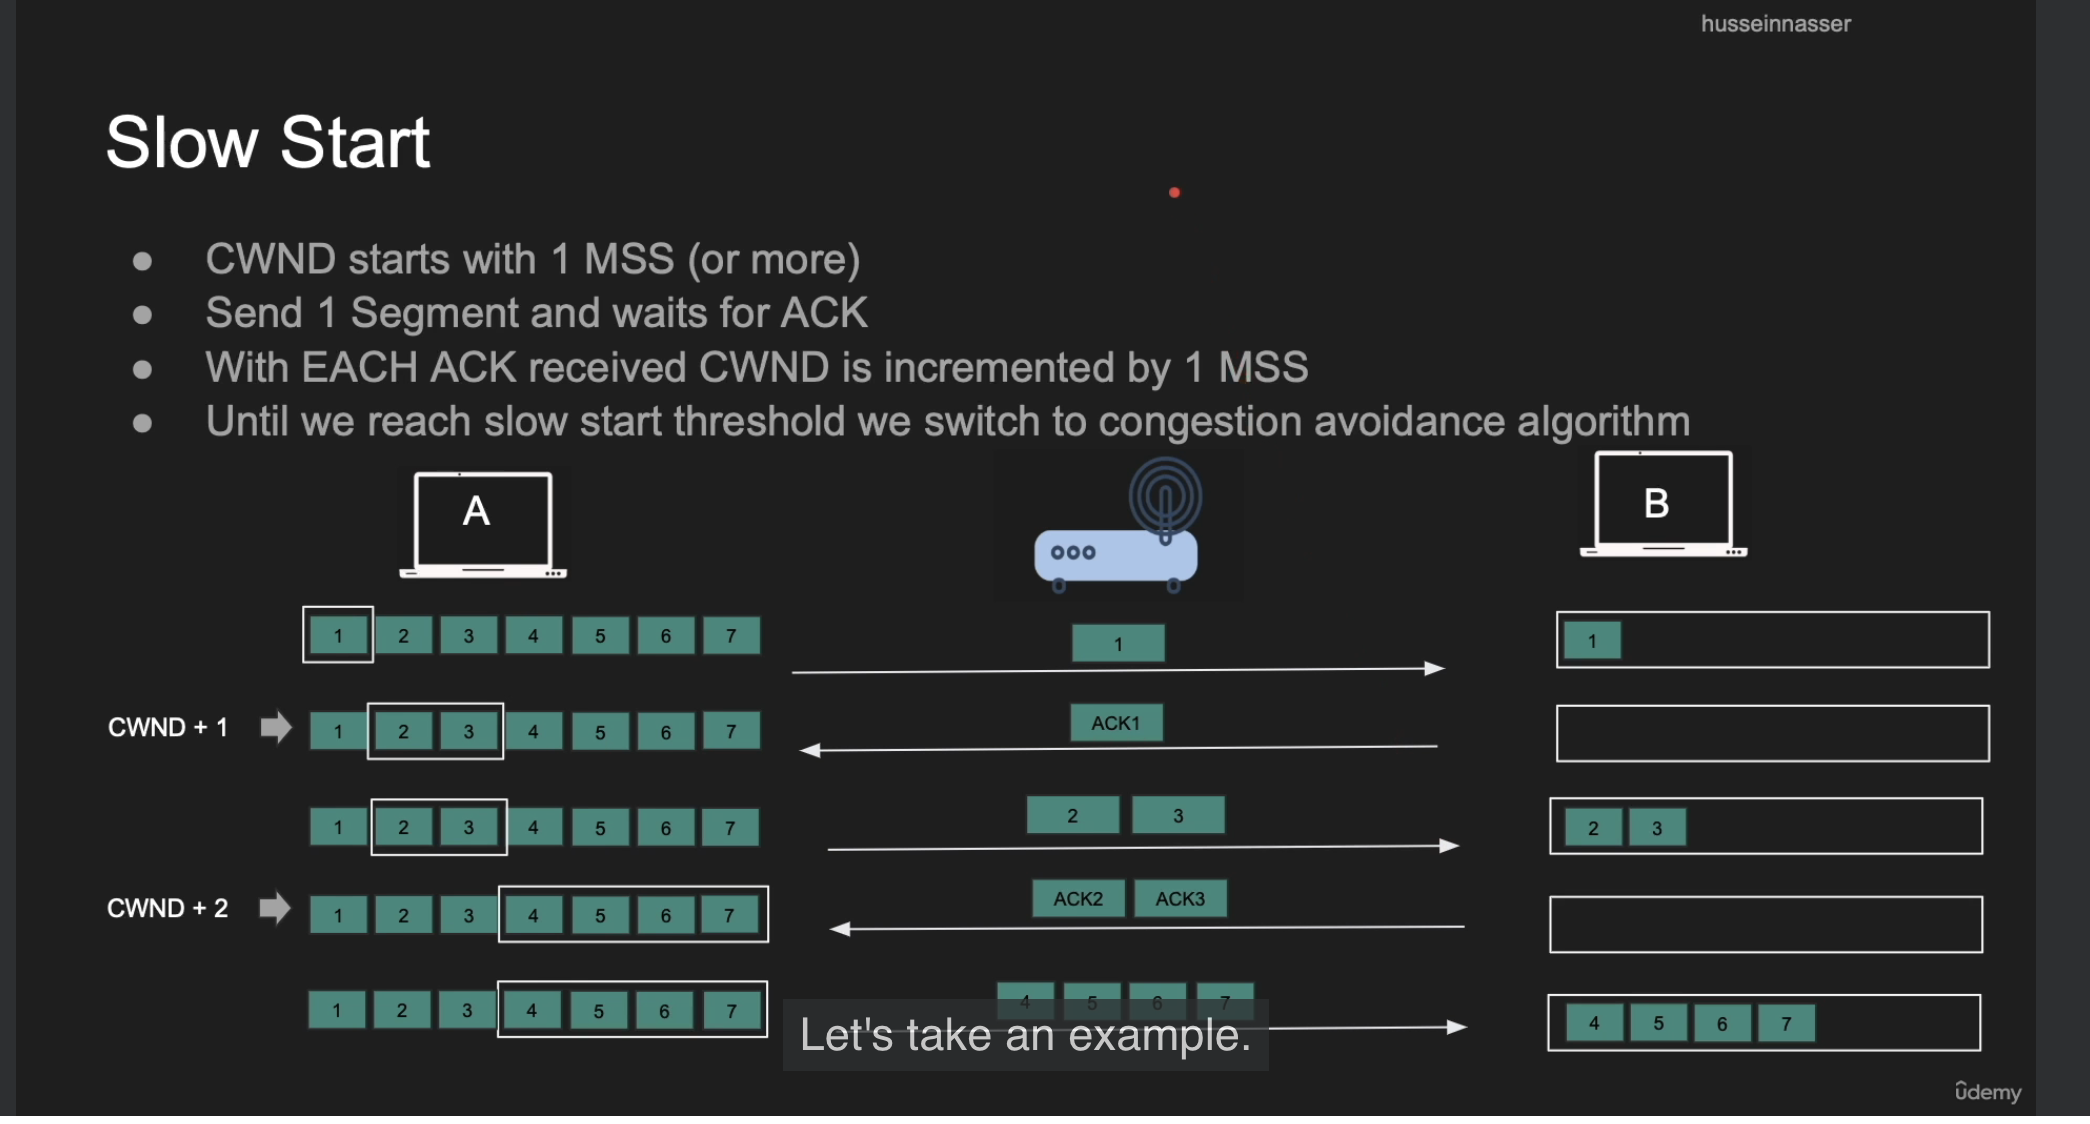 husseinnasser
Slow Start
● CWND starts with 1 MSS (or more)
● Send 1 Segment and waits for ACK
● With EACH ACK received CWND is incremented by 1 MSS
● Until we reach slow start threshold we switch to congestion avoidance algorithm
A
B
1 2 3 4 5 6 7
1
1
CWND + 1
1 2 3 4 5 6 7
ACK1
1 2 3 4 5 6 7
2 3
2 3
CWND + 2
1 2 3 4 5 6 7
ACK2 ACK3
1 2 3 4 5 6 7
4 5 6 7
4 5 6 7
Let's take an example.
ûdemy